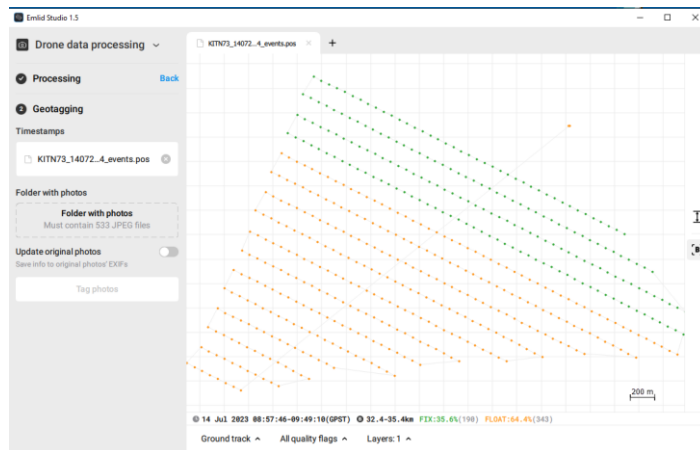 Emlid Studio 1.5
Drone data processing
KITN73_14072...4_events.pos
Processing
Back
2 Geotagging
Timestamps
KITN73_14072...4_events.pos
Folder with photos
Folder with photos
Must contain 533 JPEG files
Update original photos
Save info to original photos' EXIFs
Tag photos
200 m
14 Jul 2023 08:57:46-09:49:10(GPST) 32.4-35.4km FIX:35.6%(190) FLOAT:64.4%(343)
Ground track All quality flags Layers: 1